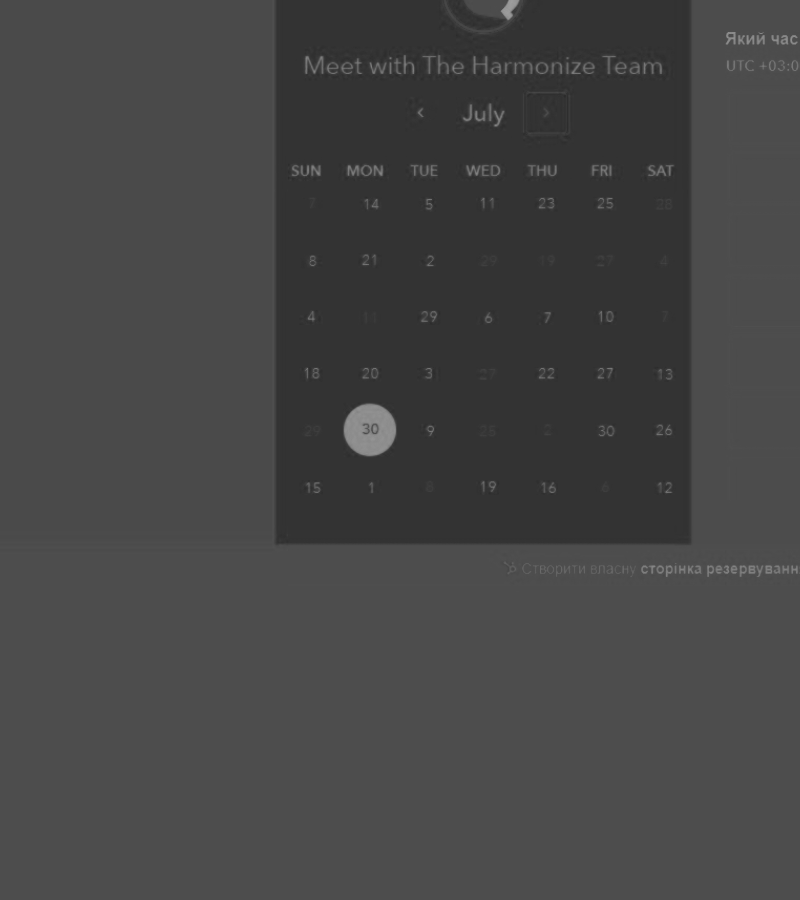 Який час
Meet with The Harmonize Team
UTC +03:0
July
SUN MON TUE WED THU FRI SAT
7 14 5 11 23 25 28
8 21 2 29 19 27 4
4 11 29 6 7 10 7
18 20 3 27 22 27 13
29 30 9 28 2 30 26
15 1 8 19 16 6 12
Створити власну сторінка резервуванн